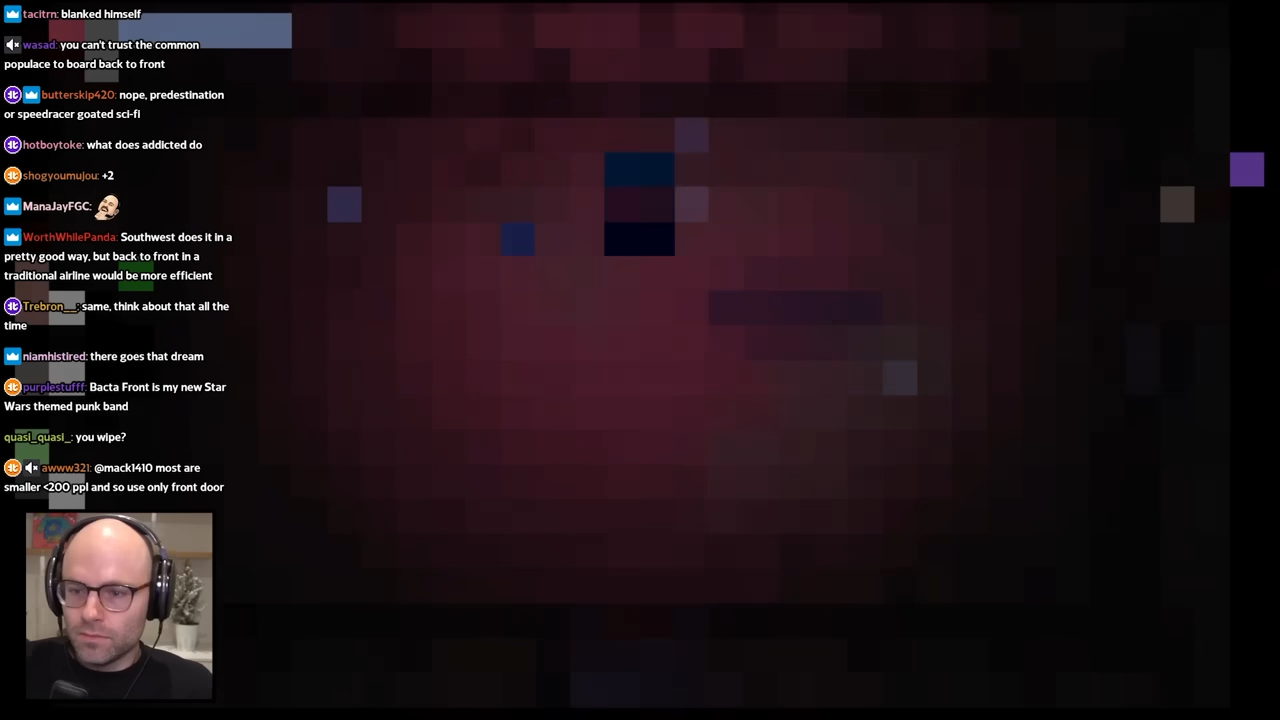 tacitrn: blanked himself
wasad: you can't trust the common
populace to board back to front
butterskip420: nope, predestination
or speedracer goated sci-fi
hotboytoke: what does addicted do
shogyoumujou: +2
ManaJayFGC:
WorthWhilePanda: Southwest does it in a
pretty good way, but back to front in a
traditional airline would be more efficient
Trebron__: same, think about that all the
time
niamhistired: there goes that dream
purplestufff: Bacta Front is my new Star
Wars themed punk band
quasi_quasi_: you wipe?
awww321: @mack1410 most are
smaller <200 ppl and so use only front door